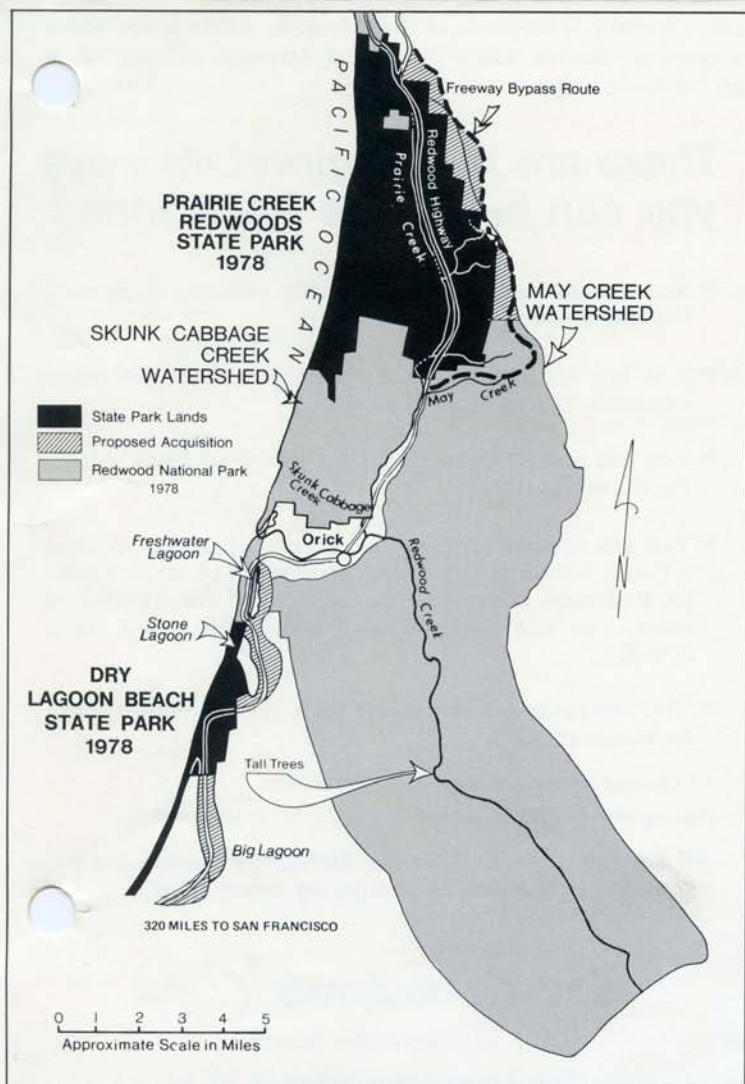 Freeway Bypass Route
PACIFIC OCEAN
Redwood Highway
Prairie Creek
PRAIRIE CREEK
REDWOODS
STATE PARK
1978
MAY CREEK
WATERSHED
SKUNK CABBAGE
CREEK
WATERSHED
May Creek
State Park Lands
Proposed Acquisition
Redwood National Park
1978
Skunk Cabbage
Creek
Freshwater
Lagoon
Orick
Redwood Creek
N
Stone
Lagoon
DRY
LAGOON BEACH
STATE PARK
1978
Tall Trees
Big Lagoon
320 MILES TO SAN FRANCISCO
0 1 2 3 4 5
Approximate Scale in Miles